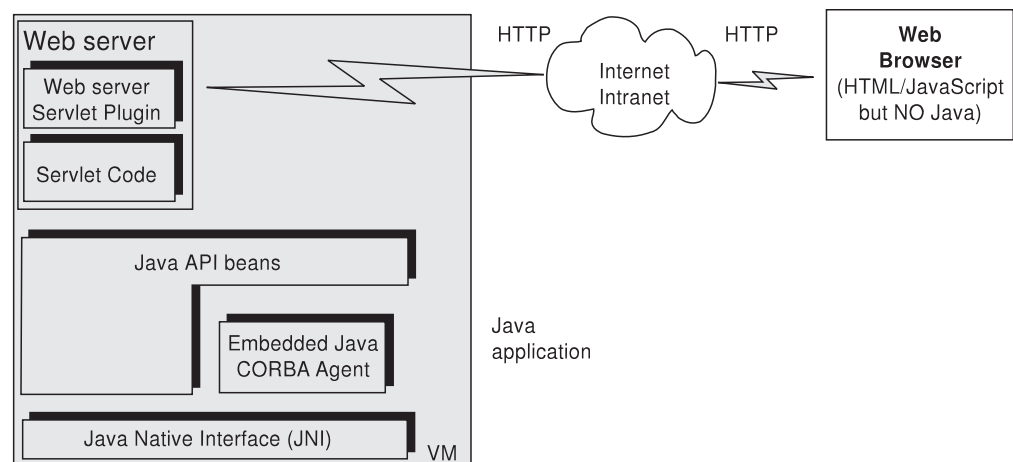 Web server
Web server
Servlet Plugin
Servlet Code
Java API beans
Embedded Java
CORBA Agent
Java Native Interface (JNI)
VM
Java
application
HTTP
Internet
Intranet
HTTP
Web
Browser
(HTML/JavaScript
but NO Java)